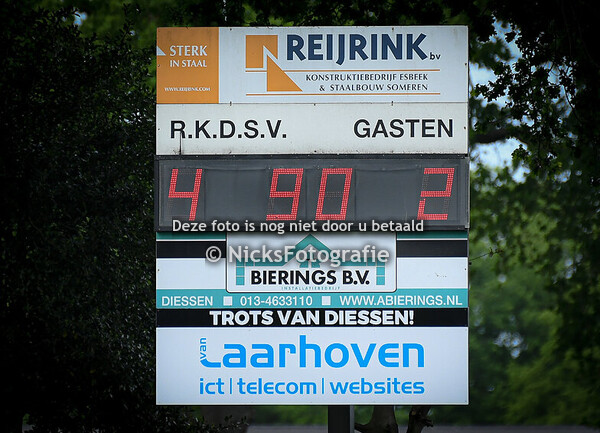 STERK
IN STAAL
WWW.REIJRINK.COM
REIJRINK bv
KONSTRUKTIEBEDRIJF ESBEEK
& STAALBOUW SOMEREN
R.K.D.S.V. GASTEN
4 90 2
Deze foto is nog niet door u betaald
© NicksFotografie
BIERINGS B.V.
INSTALLATIEBEDRIJF
DIESSEN 013-4633110 WWW.ABIERINGS.NL
TROTS VAN DIESSEN!
van Laarhoven
ict | telecom | websites